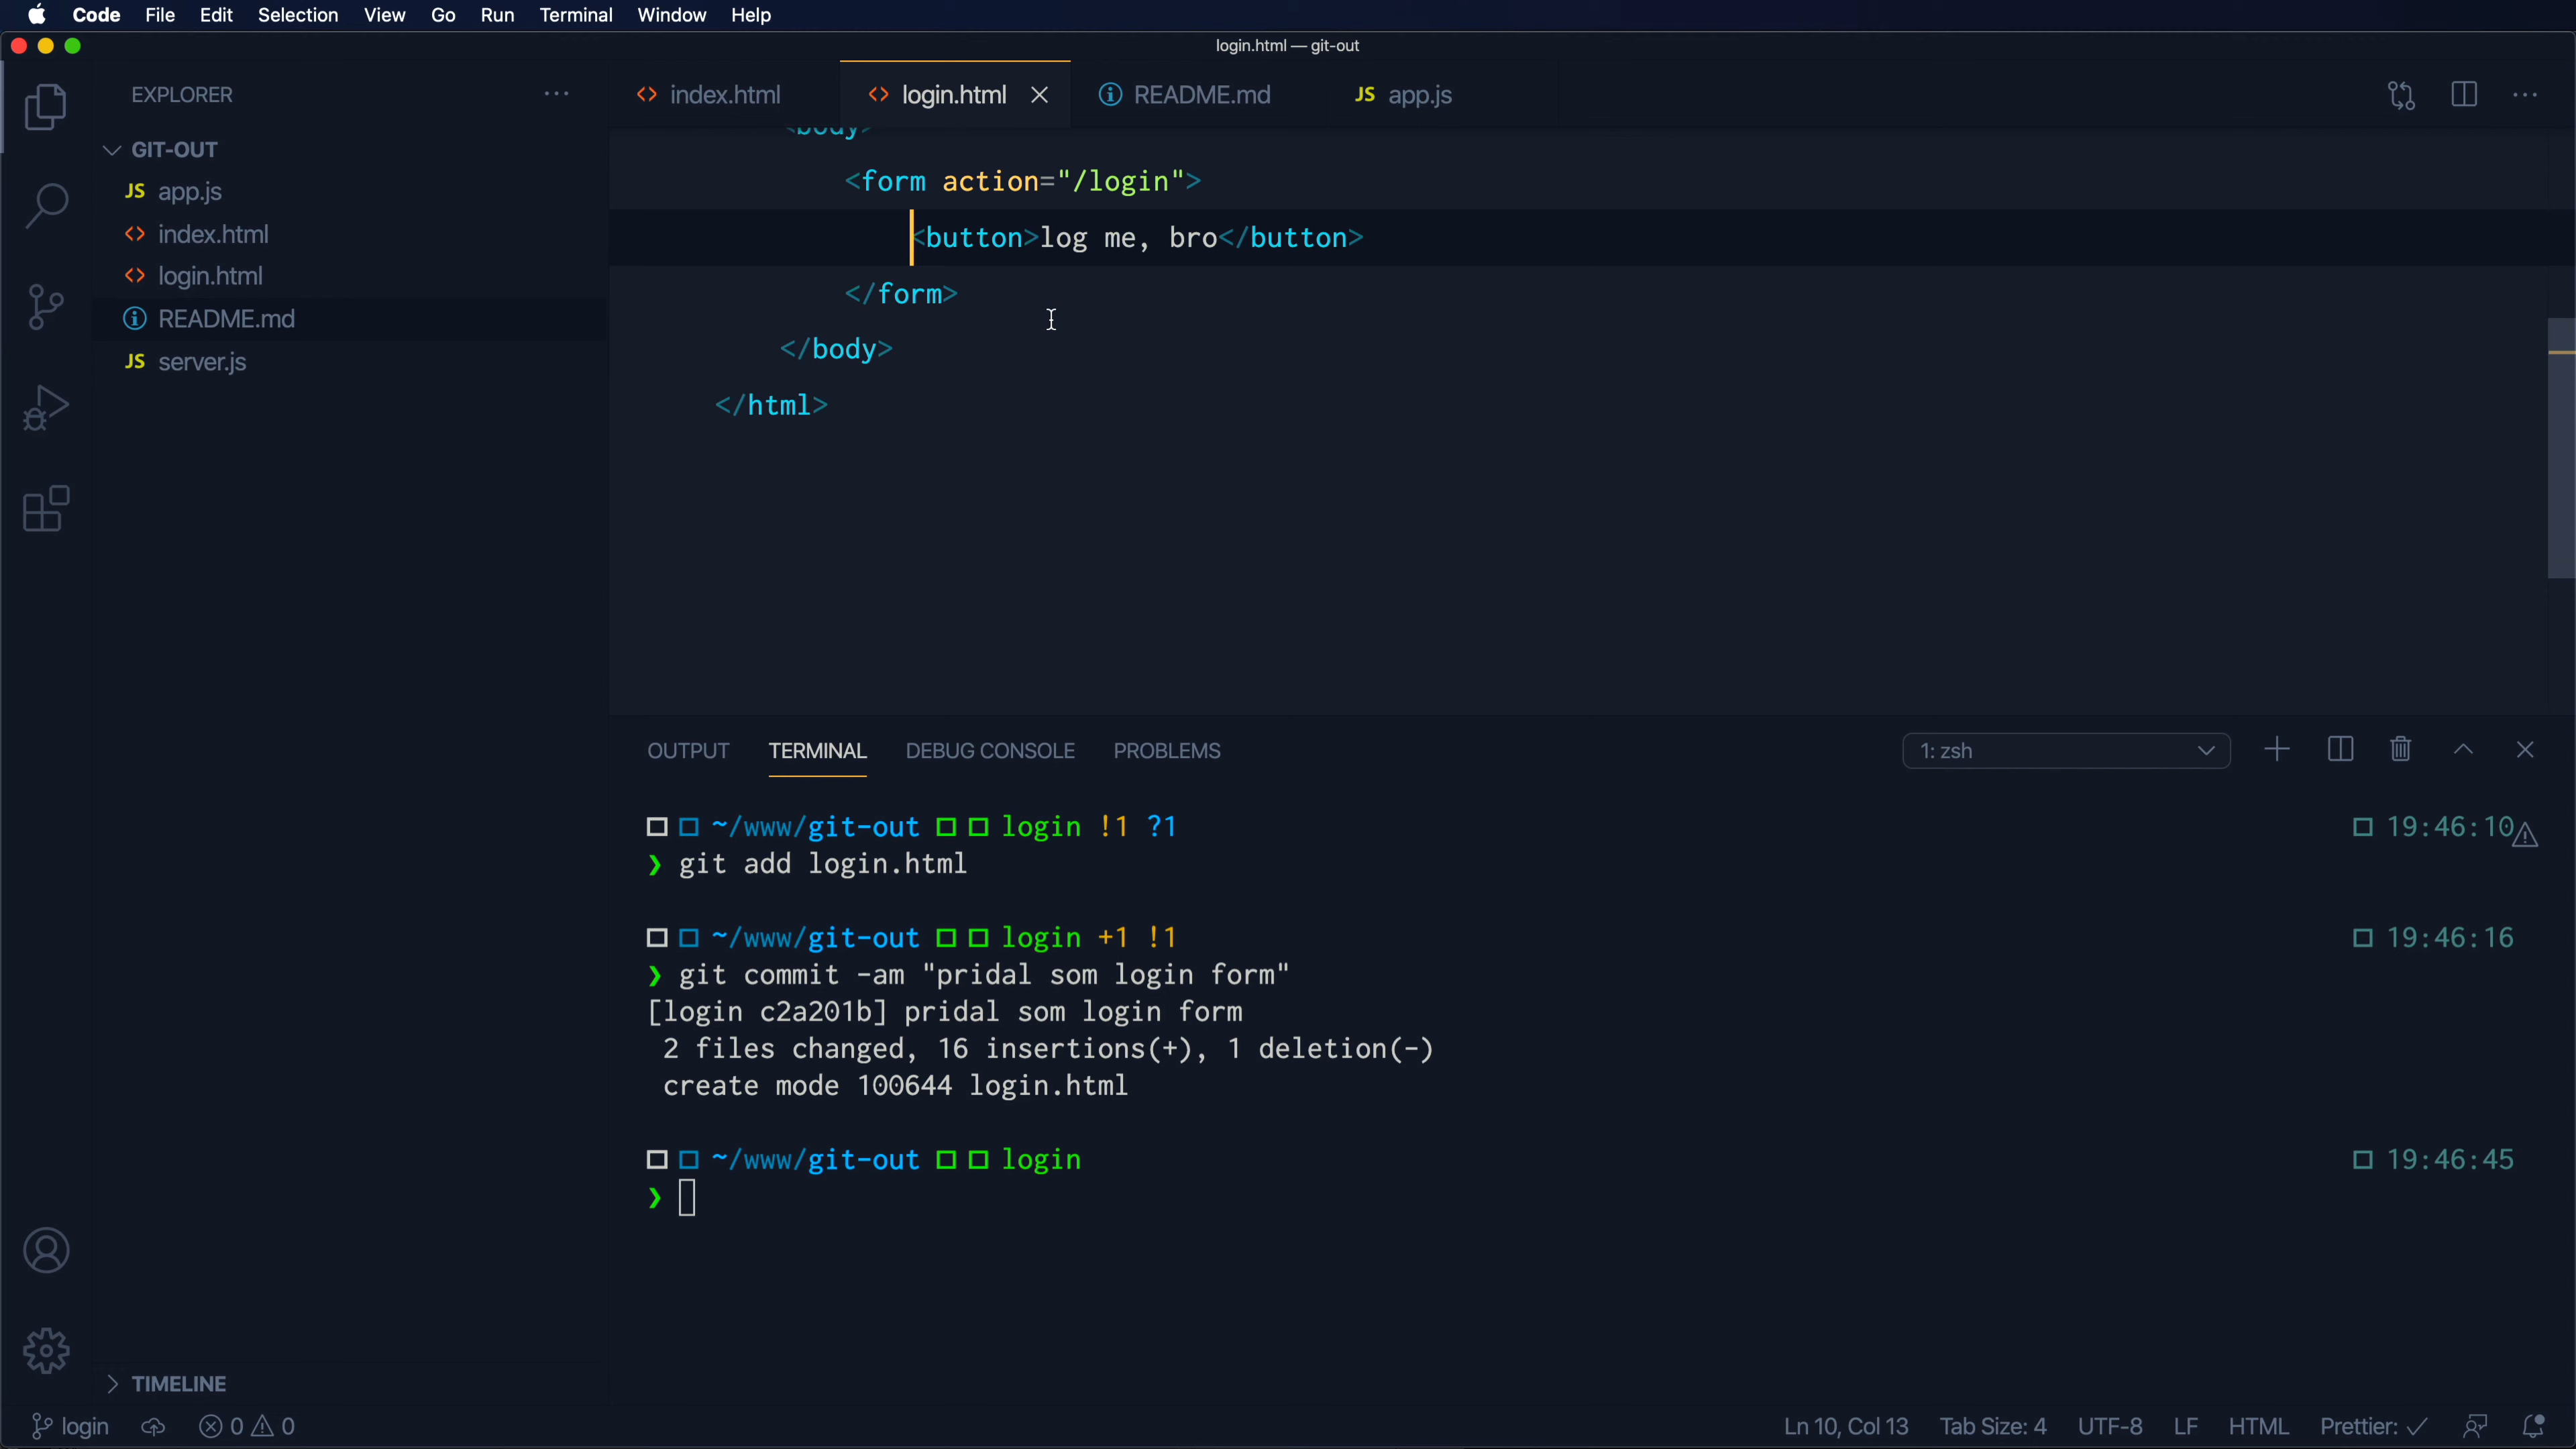 Code File Edit Selection View Go Run Terminal Window Help
login.html — git-out
EXPLORER
GIT-OUT
JS app.js
<> index.html
<> login.html
README.md
JS server.js
TIMELINE
<> index.html
<> login.html
README.md
JS app.js
<body>
<form action="/login">
<button>log me, bro</button>
</form>
</body>
</html>
OUTPUT TERMINAL DEBUG CONSOLE PROBLEMS
1: zsh
~/www/git-out login !1 ?1 19:46:10
❯ git add login.html
~/www/git-out login +1 !1 19:46:16
❯ git commit -am "pridal som login form"
[login c2a201b] pridal som login form
2 files changed, 16 insertions(+), 1 deletion(-)
create mode 100644 login.html
~/www/git-out login 19:46:45
❯
login 0 0 Ln 10, Col 13 Tab Size: 4 UTF-8 LF HTML Prettier: ✓